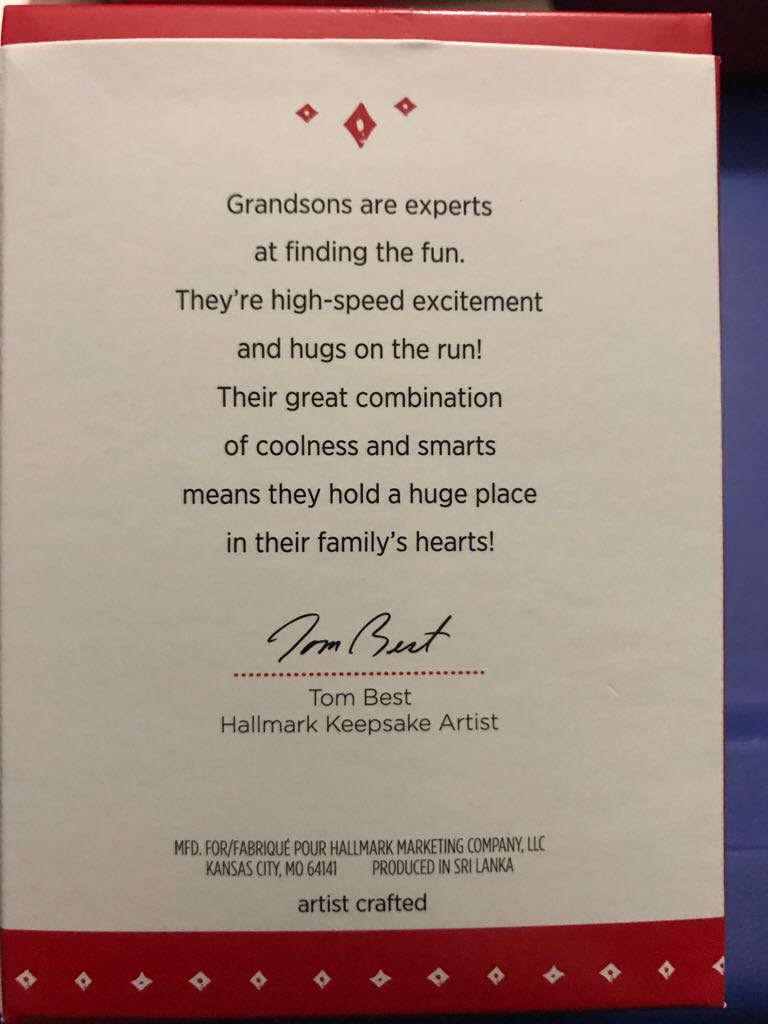 Grandsons are experts
at finding the fun.
They're high-speed excitement
and hugs on the run!
Their great combination
of coolness and smarts
means they hold a huge place
in their family's hearts!
Tom Best
Tom Best
Hallmark Keepsake Artist
MFD. FOR/FABRIQUÉ POUR HALLMARK MARKETING COMPANY, LLC
KANSAS CITY, MO 64141 PRODUCED IN SRI LANKA
artist crafted